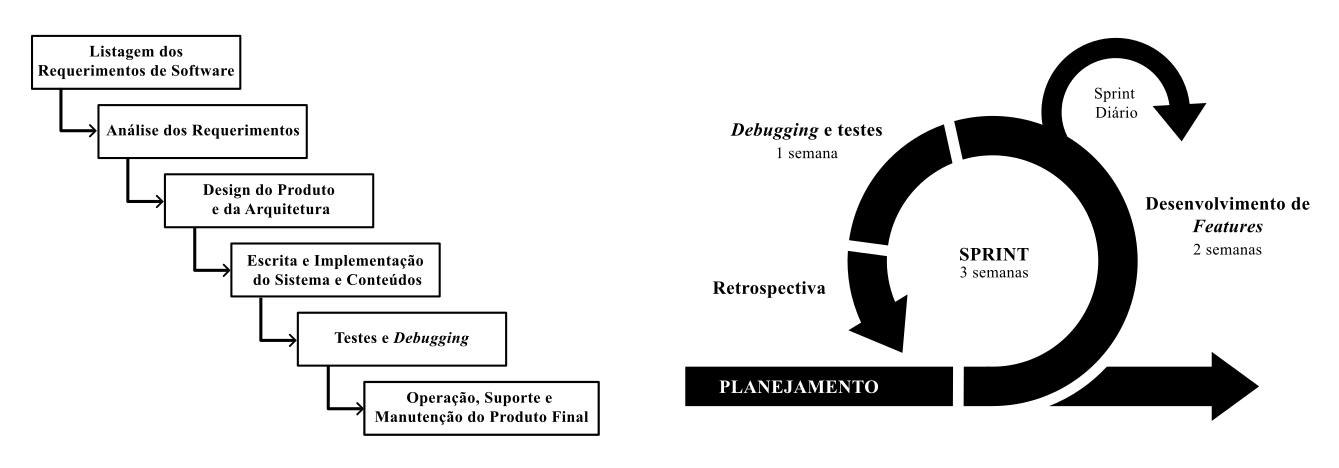 Listagem dos
Requerimentos de Software
Análise dos Requerimentos
Design do Produto
e da Arquitetura
Escrita e Implementação
do Sistema e Conteúdos
Testes e Debugging
Operação, Suporte e
Manutenção do Produto Final
Sprint
Diário
Debugging e testes
1 semana
Desenvolvimento de
Features
2 semanas
SPRINT
3 semanas
Retrospectiva
PLANEJAMENTO